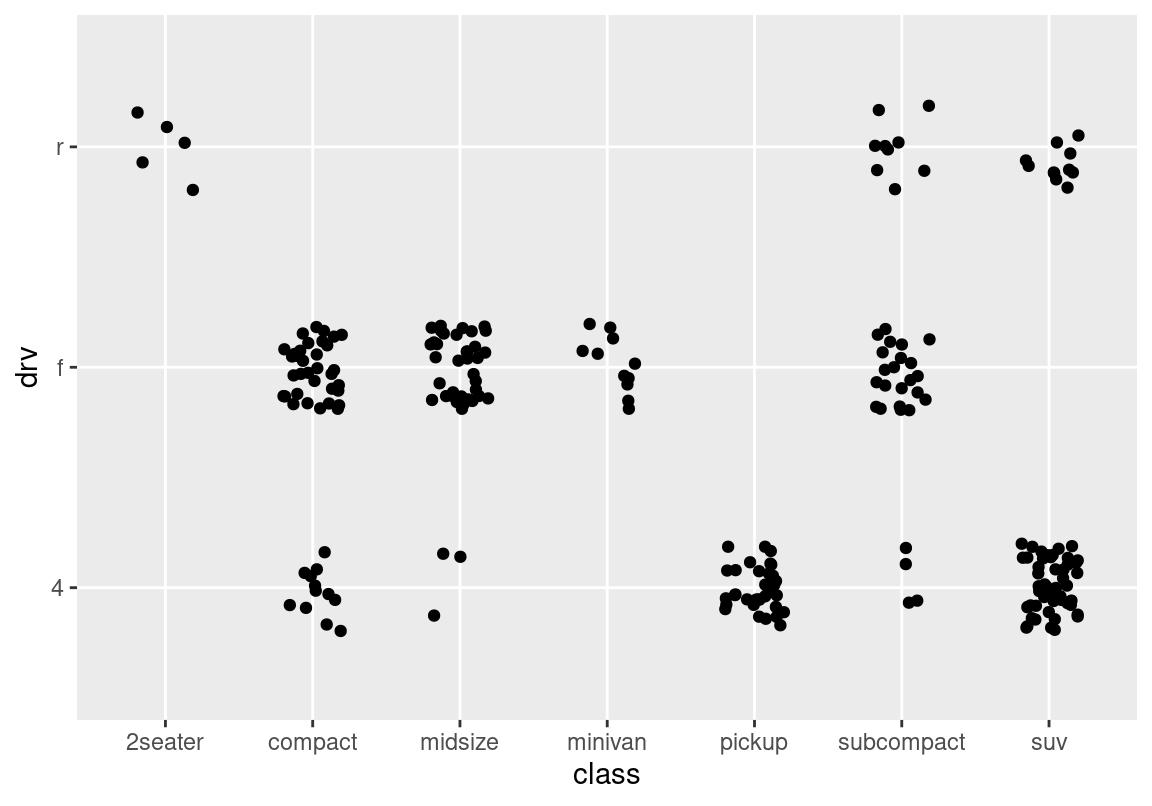 r
f
4
drv
2seater compact midsize minivan pickup subcompact suv
class